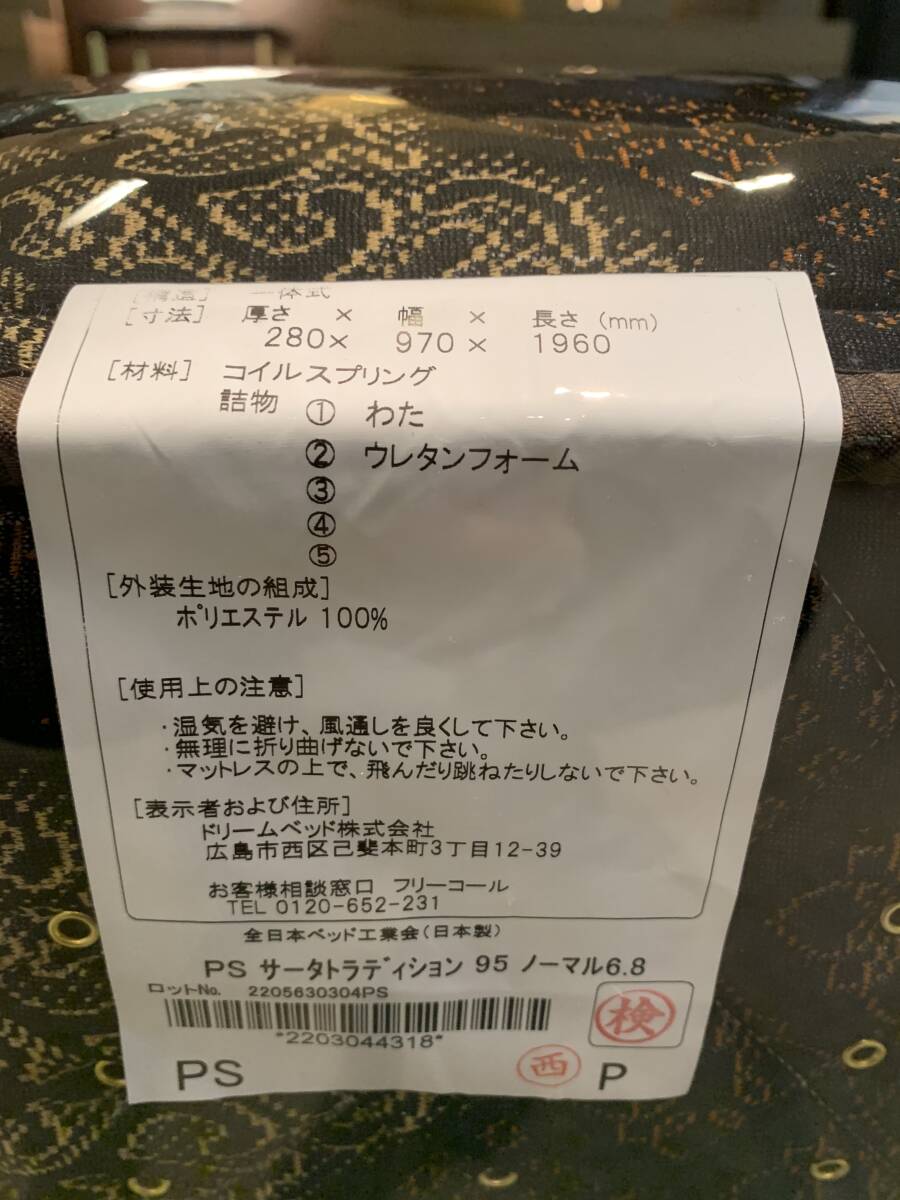 [構造] 一体式
[寸法] 厚さ × 幅 × 長さ (mm)
280× 970 × 1960
[材料] コイルスプリング
詰物 ① わた
② ウレタンフォーム
③
④
⑤
[外装生地の組成]
ポリエステル 100%
[使用上の注意]
・湿気を避け、風通しを良くして下さい。
・無理に折り曲げないで下さい。
・マットレスの上で、飛んだり跳ねたりしないで下さい。
[表示者および住所]
ドリームベッド株式会社
広島市西区己斐本町3丁目12-39
お客様相談窓口 フリーコール
TEL 0120-652-231
全日本ベッド工業会(日本製)
PS サータトラディション 95 ノーマル6.8
ロットNo. 2205630304PS
*2203044318*
検
PS 西 P